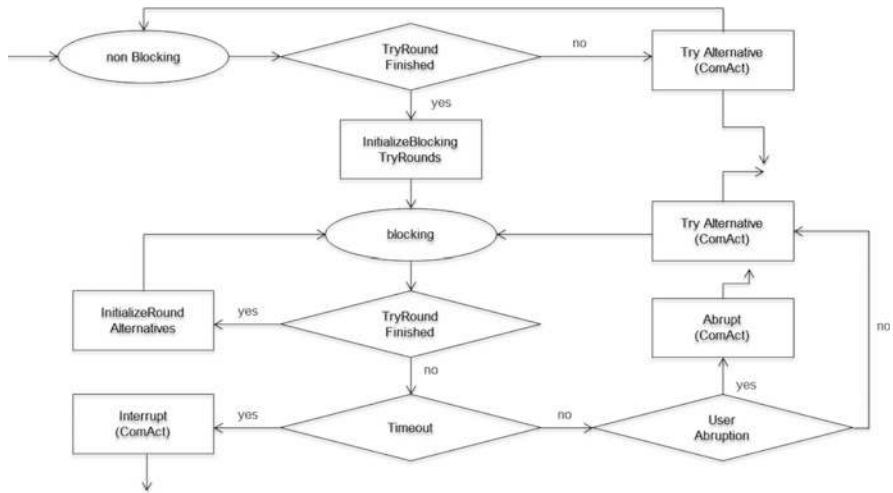 non Blocking
TryRound
Finished
no
Try Alternative
(ComAct)
yes
InitializeBlocking
TryRounds
blocking
Try Alternative
(ComAct)
InitializeRound
Alternatives
yes
TryRound
Finished
Abrupt
(ComAct)
no
no
yes
Interrupt
(ComAct)
yes
Timeout
no
User
Abruption